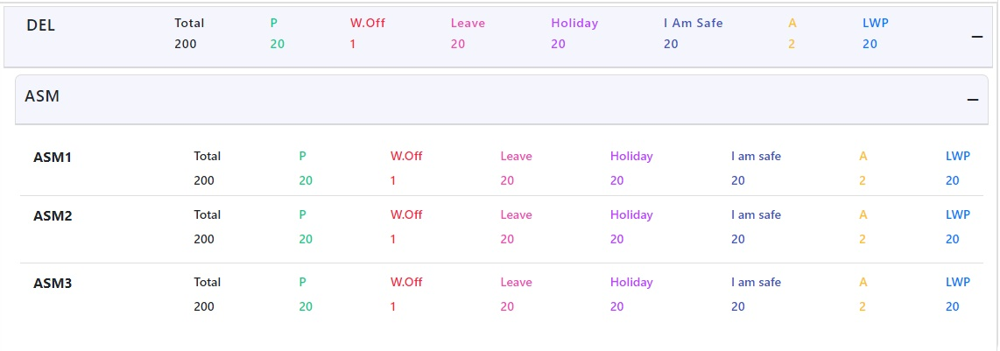 DEL Total P W.Off Leave Holiday I Am Safe A LWP
200 20 1 20 20 20 2 20
ASM
ASM1 Total P W.Off Leave Holiday I am safe A LWP
200 20 1 20 20 20 2 20
ASM2 Total P W.Off Leave Holiday I am safe A LWP
200 20 1 20 20 20 2 20
ASM3 Total P W.Off Leave Holiday I am safe A LWP
200 20 1 20 20 20 2 20